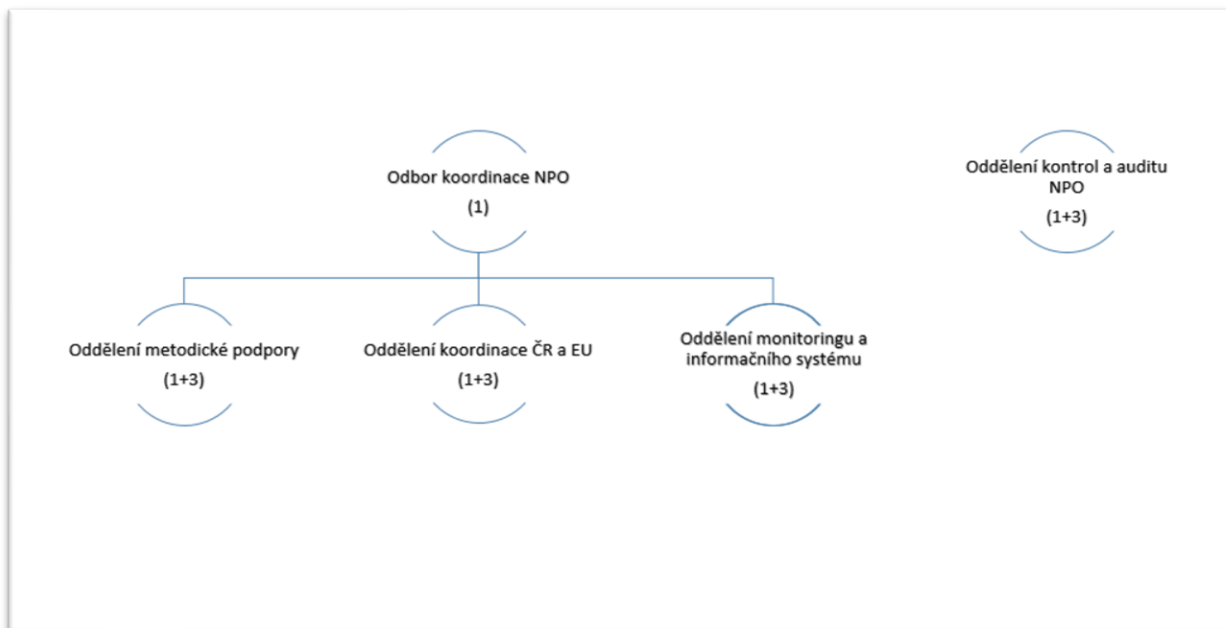 Odbor koordinace NPO
(1)
Oddělení kontrol a auditu
NPO
(1+3)
Oddělení metodické podpory
(1+3)
Oddělení koordinace ČR a EU
(1+3)
Oddělení monitoringu a
informačního systému
(1+3)